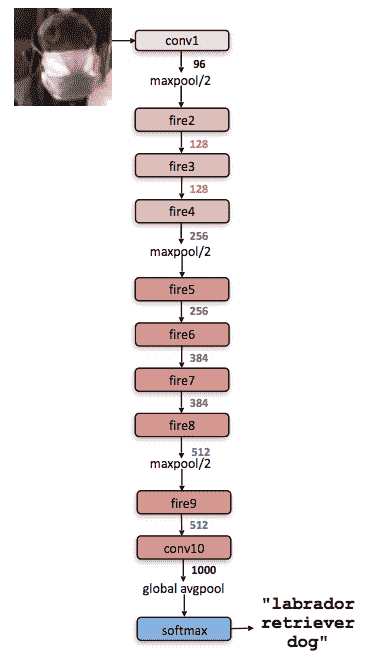 conv1
96
maxpool/2
fire2
128
fire3
128
fire4
256
maxpool/2
fire5
256
fire6
384
fire7
384
fire8
512
maxpool/2
fire9
512
conv10
1000
global avgpool
softmax
"labrador
retriever
dog"